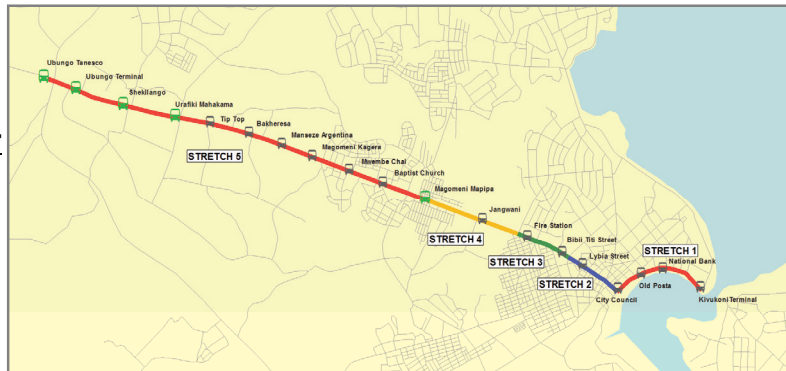 Ubungo Tanesco
Ubungo Terminal
Shekilango
Urafiki Mahakama
Tip Top
Bakheresa
STRETCH 5
Manseze Argentina
Magomeni Kagera
Mwembe Chai
Baptist Church
Magomeni Mapipa
Jangwani
STRETCH 4
Fire Station
STRETCH 3
Bibii Titi Street
Lybia Street
STRETCH 2
City Council
STRETCH 1
National Bank
Old Posta
Kivukoni Terminal